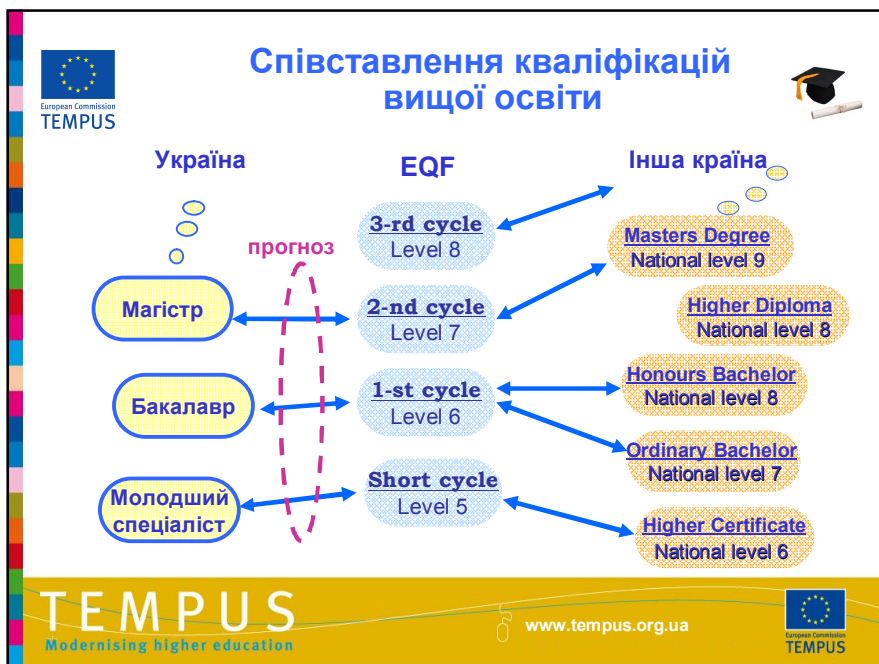 Співставлення кваліфікацій
вищої освіти
European Commission
TEMPUS
Україна
EQF
Інша країна
прогноз
3-rd cycle
Level 8
Masters Degree
National level 9
Магістр
2-nd cycle
Level 7
Higher Diploma
National level 8
Бакалавр
1-st cycle
Level 6
Honours Bachelor
National level 8
Ordinary Bachelor
National level 7
Молодший
спеціаліст
Short cycle
Level 5
Higher Certificate
National level 6
TEMPUS
Modernising higher education
www.tempus.org.ua
European Commission
TEMPUS